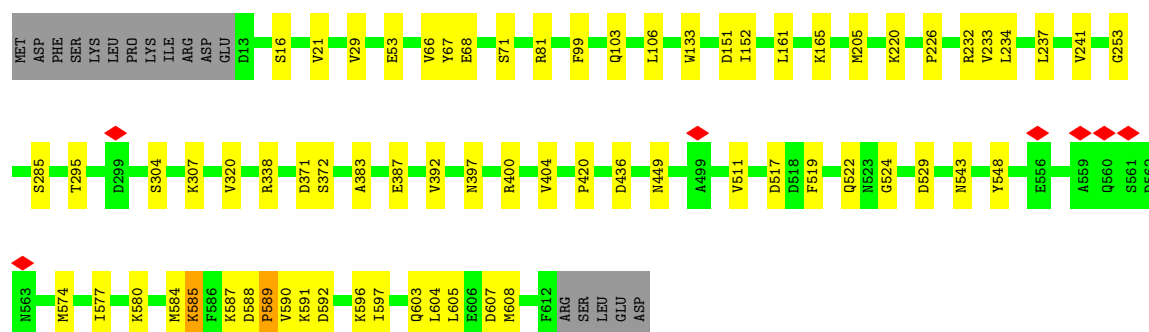 MET ASP PHE SER LYS LEU PRO LYS ILE ARG ASP GLU D13 S16 V21 V29 E53 V66 Y67 E68 S71 R81 F99 Q103 L106 W133 D151 I152 L161 K165 M205 K220 P226 R232 V233 L234 L237 V241 G253
S285 T295 D299 S304 K307 V320 R338 D371 S372 A383 E387 V392 N397 R400 V404 P420 D436 N449 A499 V511 D517 D518 F519 Q522 N523 G524 D529 N543 Y548 E556 A559 Q560 S561 D562
N563 M574 I577 K580 M584 K585 F586 K587 D588 P589 V590 K591 D592 K596 I597 Q603 L604 L605 E606 D607 M608 F612 ARG SER LEU GLU ASP